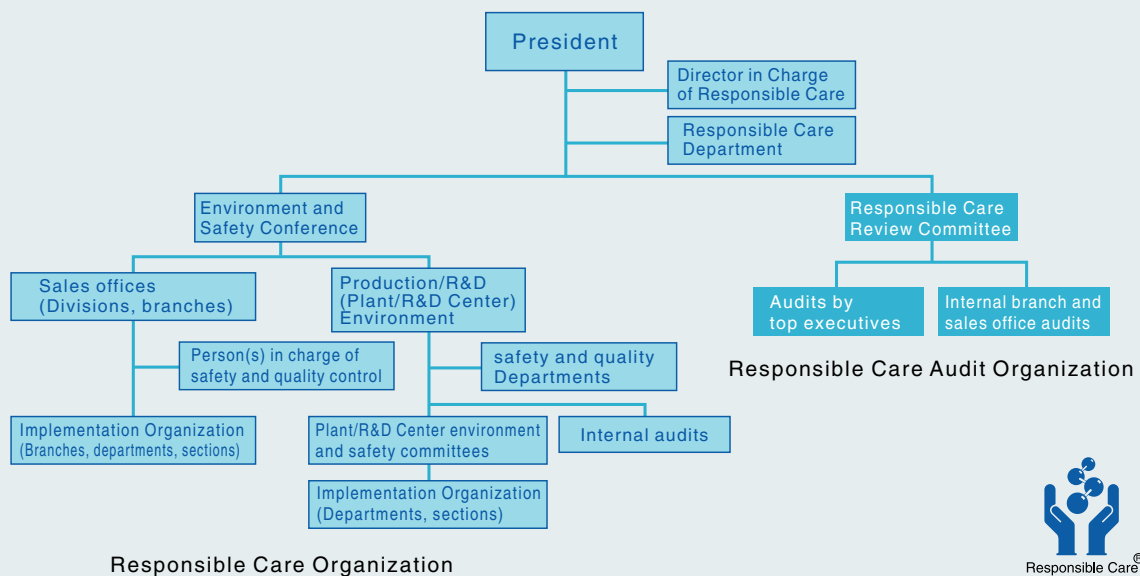 President
Director in Charge
of Responsible Care
Responsible Care
Department
Environment and
Safety Conference
Responsible Care
Review Committee
Sales offices
(Divisions, branches)
Production/R&D
(Plant/R&D Center)
Environment
Audits by
top executives
Internal branch and
sales office audits
Person(s) in charge of
safety and quality control
safety and quality
Departments
Responsible Care Audit Organization
Implementation Organization
(Branches, departments, sections)
Plant/R&D Center environment
and safety committees
Internal audits
Implementation Organization
(Departments, sections)
Responsible Care Organization
Responsible Care®